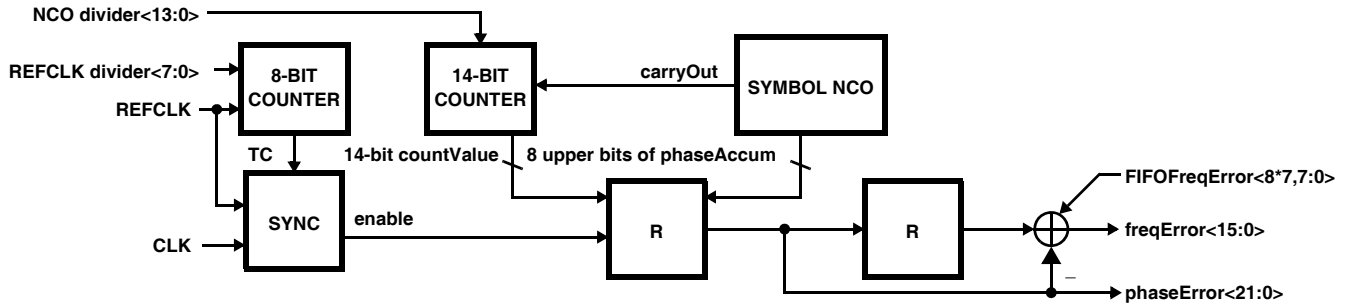 NCO divider<13:0>
REFCLK divider<7:0>
REFCLK
8-BIT
COUNTER
14-BIT
COUNTER
carryOut
SYMBOL NCO
TC
14-bit countValue
8 upper bits of phaseAccum
SYNC
CLK
enable
R
R
FIFOFreqError<8*7,7:0>
freqError<15:0>
–
phaseError<21:0>